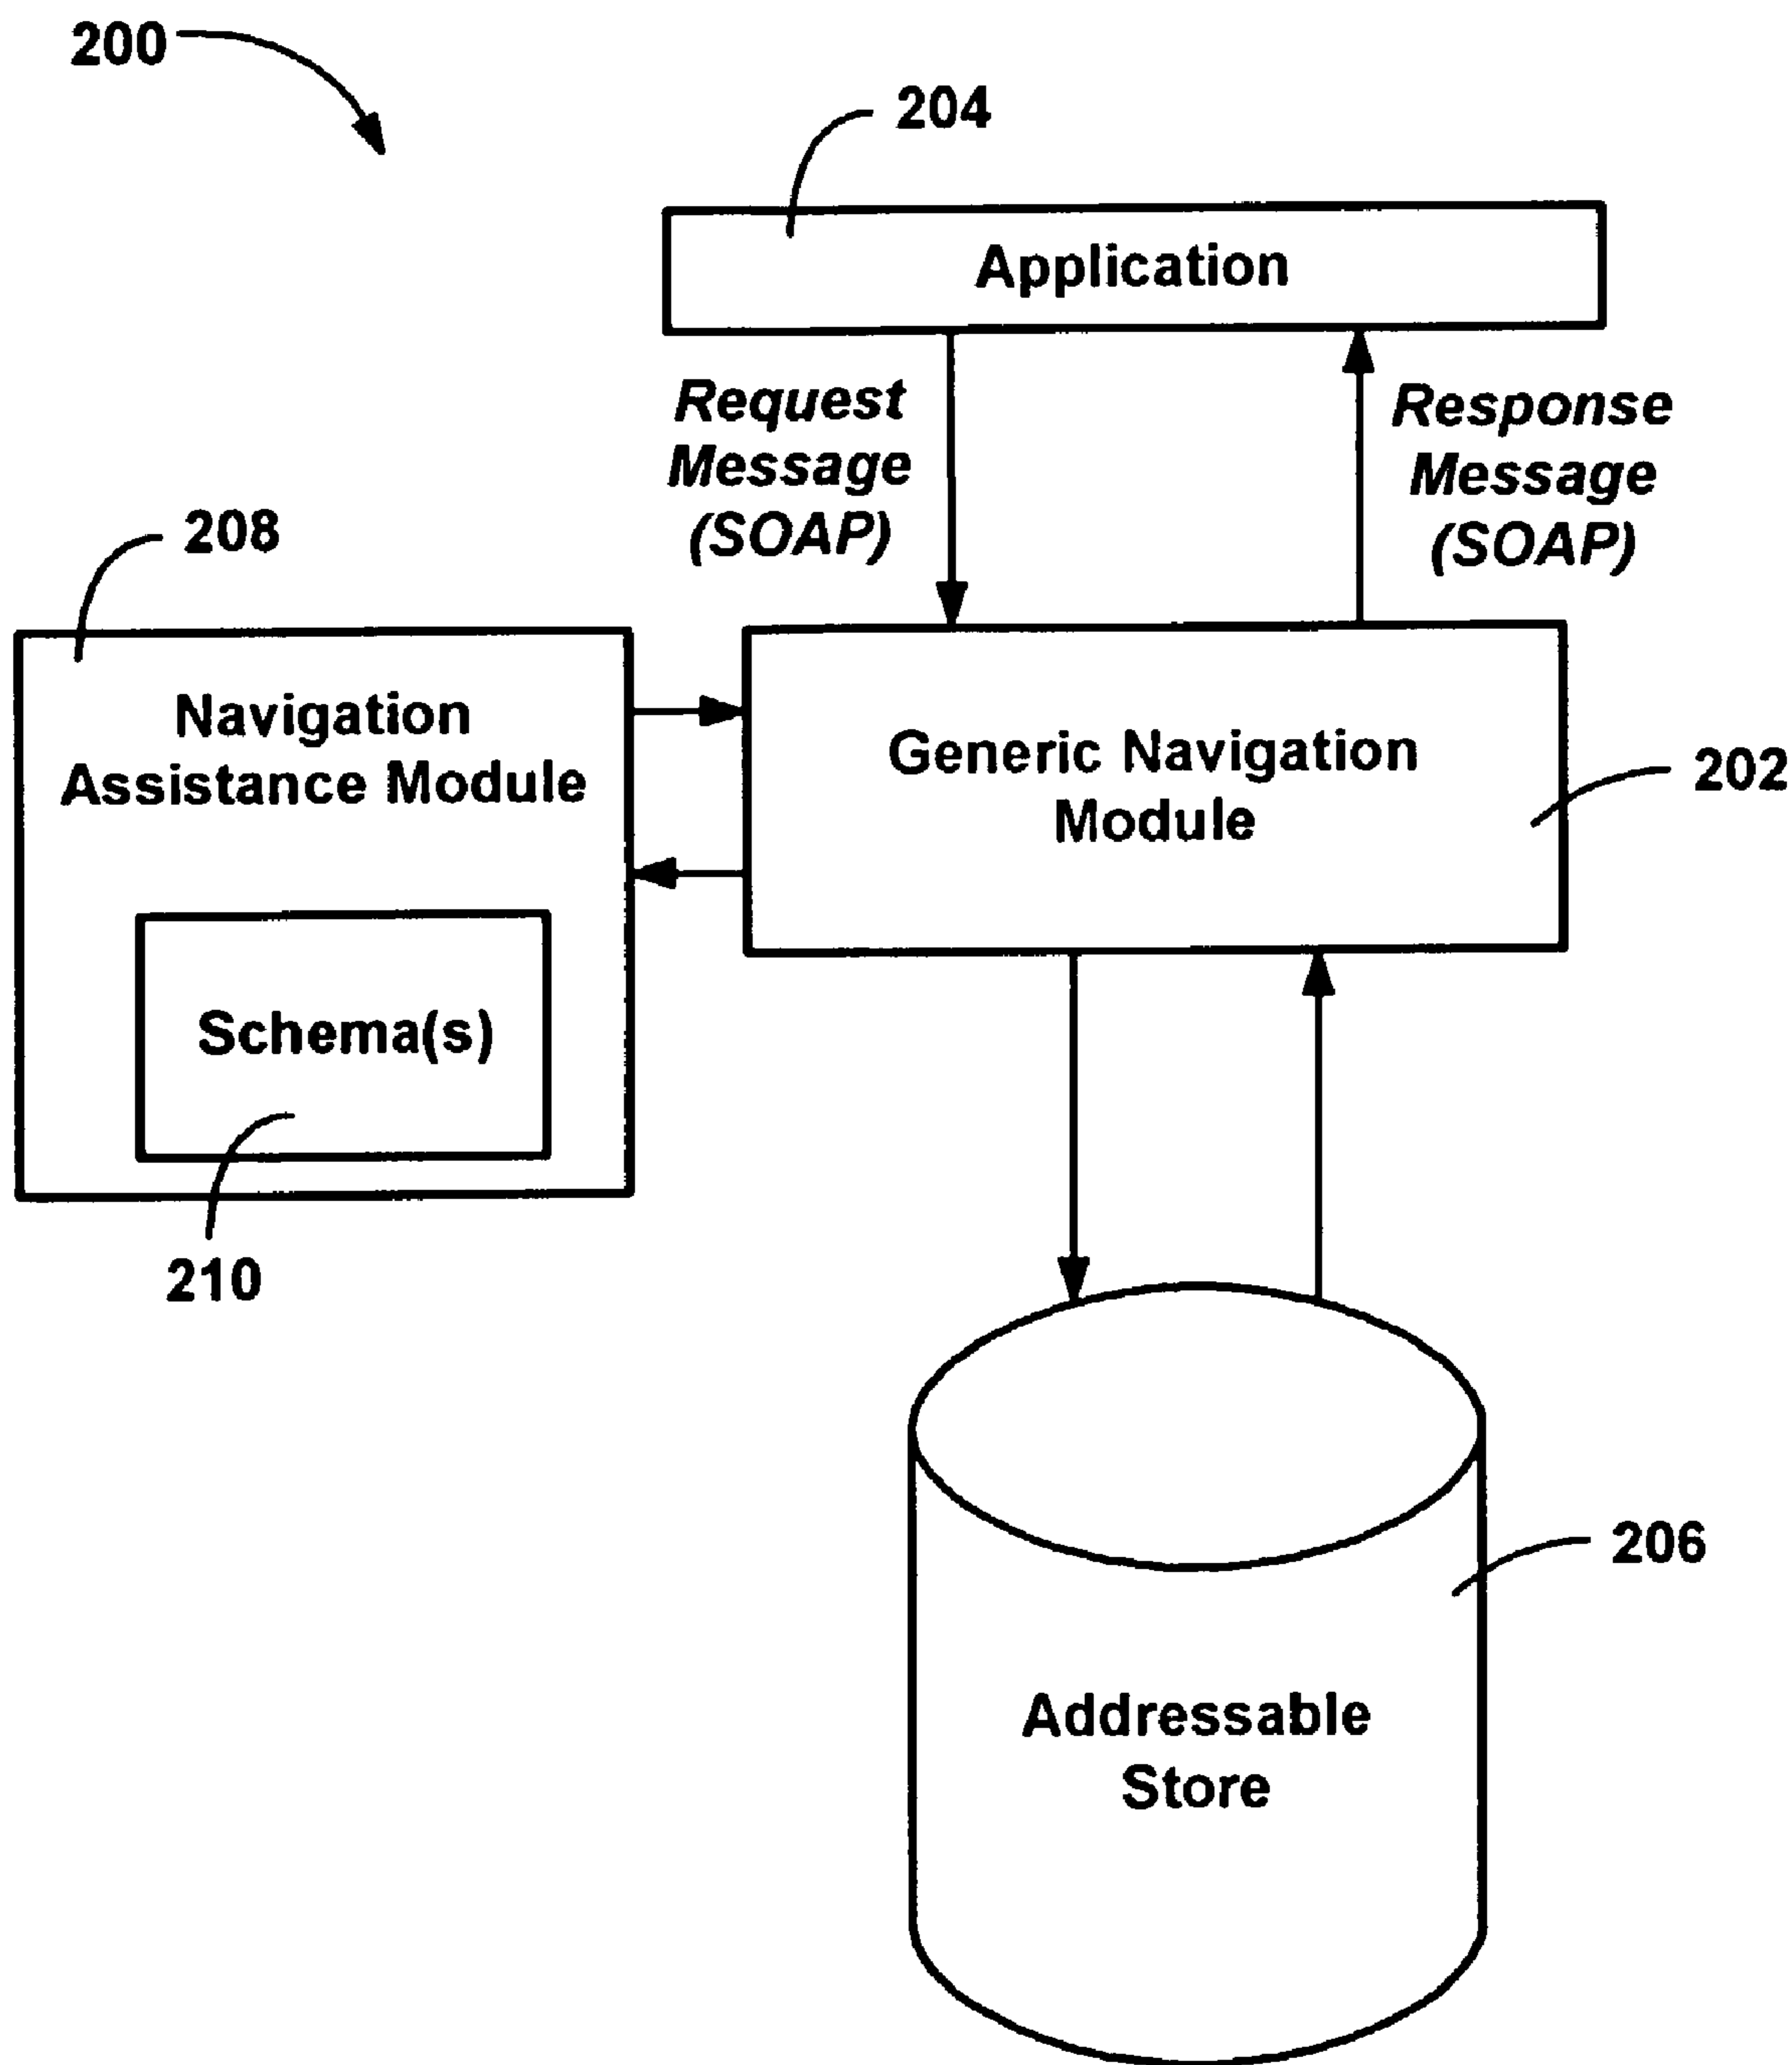 200
204
Application
Request
Message
(SOAP)
Response
Message
(SOAP)
208
Navigation
Assistance Module
Generic Navigation
Module
202
Schema(s)
210
206
Addressable
Store